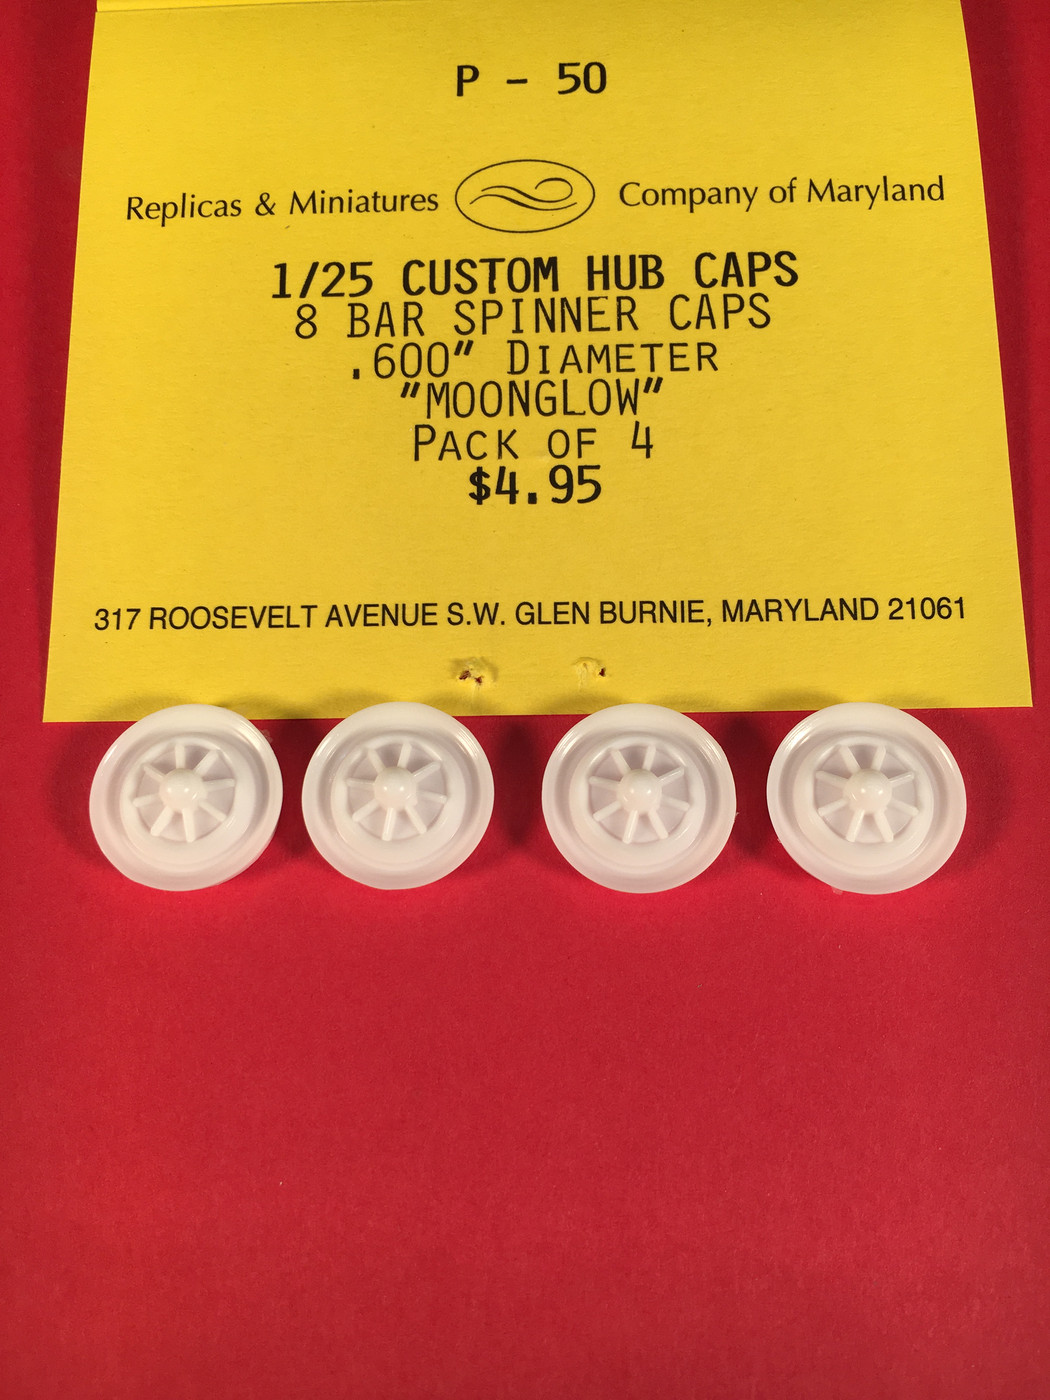 P - 50
Replicas & Miniatures Company of Maryland
1/25 CUSTOM HUB CAPS
8 BAR SPINNER CAPS
.600" DIAMETER
"MOONGLOW"
PACK OF 4
$4.95
317 ROOSEVELT AVENUE S.W. GLEN BURNIE, MARYLAND 21061